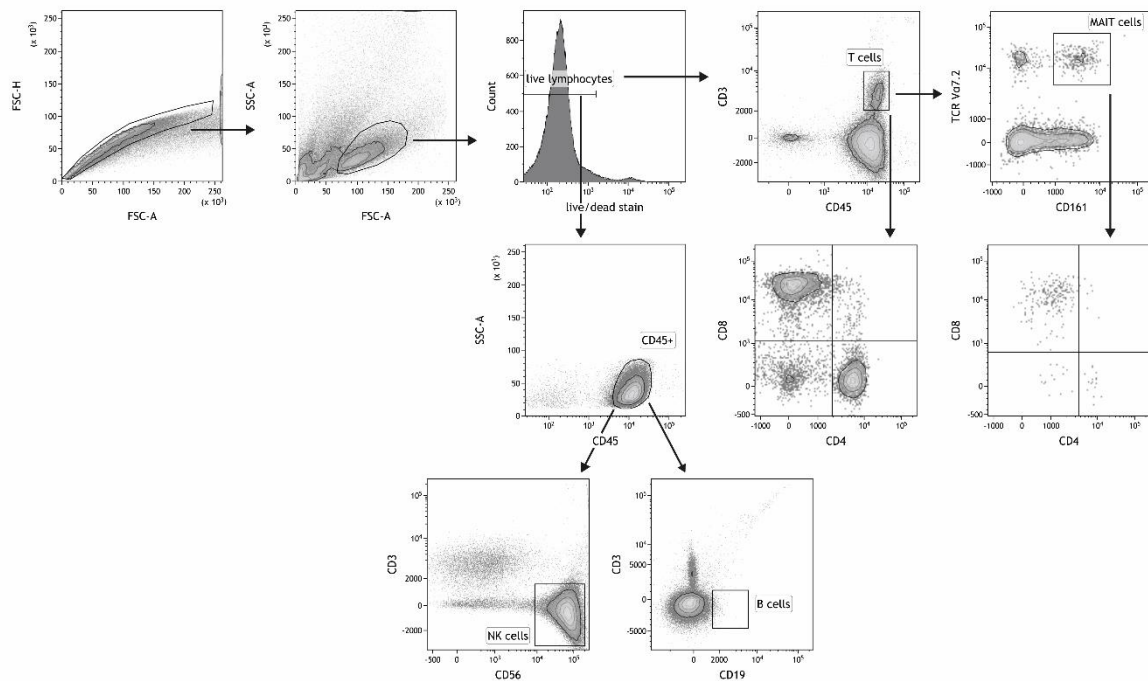 (x 10³)
250
200
150
100
50
0
FSC-H
0 50 100 150 200 250
(x 10³)
FSC-A
(x 10³)
250
200
150
100
50
0
SSC-A
0 50 100 150 200 250
(x 10³)
FSC-A
800
600
400
200
0
Count
live lymphocytes
10² 10³ 10⁴ 10⁵
live/dead stain
T cells
10⁵
10⁴
2000
0
-2000
CD3
-10000 0 10³ 10⁴ 10⁵
CD45
MAIT cells
10⁵
10⁴
1000
0
-1000
TCR Vα7.2
-1000 0 1000 10⁴ 10⁵
CD161
(x 10³)
250
200
150
100
50
0
SSC-A
CD45+
10² 10³ 10⁴ 10⁵
CD45
10⁵
10⁴
10³
0
-500
CD8
-1000 0 1000 10⁴ 10⁵
CD4
10⁵
10⁴
10³
0
-500
CD8
-1000 0 1000 10⁴ 10⁵
CD4
10⁵
10⁴
2000
0
-2000
CD3
NK cells
-500 0 10³ 10⁴ 10⁵
CD56
10⁵
10⁴
5000
0
-5000
CD3
B cells
0 2000 10⁴ 10⁵
CD19